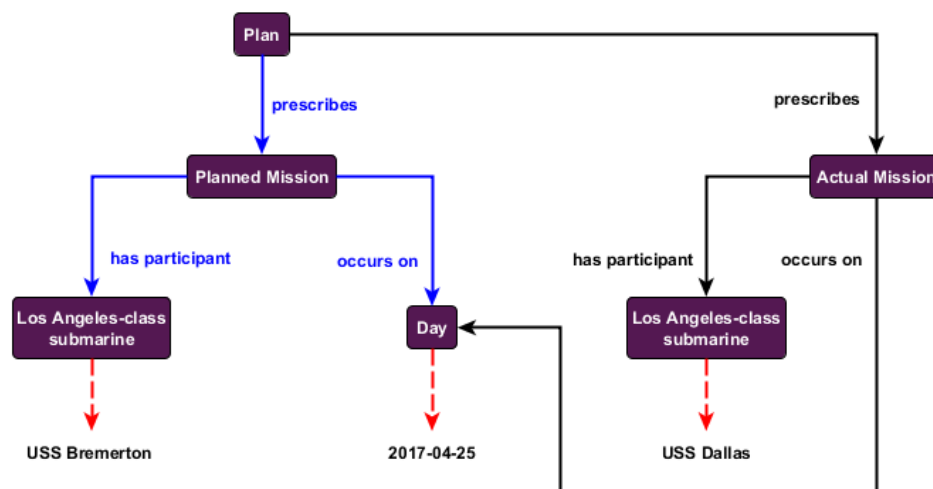 Plan
prescribes
prescribes
Planned Mission
Actual Mission
has participant
occurs on
has participant
occurs on
Los Angeles-class
submarine
Day
Los Angeles-class
submarine
USS Bremerton
2017-04-25
USS Dallas